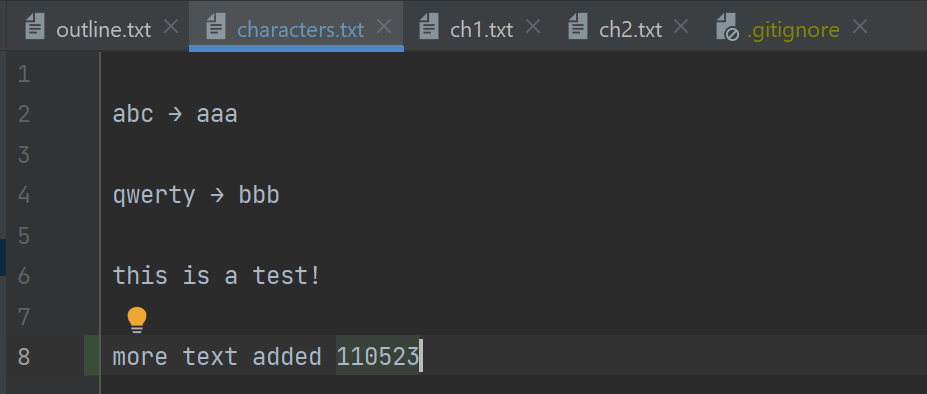 outline.txt characters.txt ch1.txt ch2.txt .gitignore
1
2 abc → aaa
3
4 qwerty → bbb
5
6 this is a test!
7
8 more text added 110523